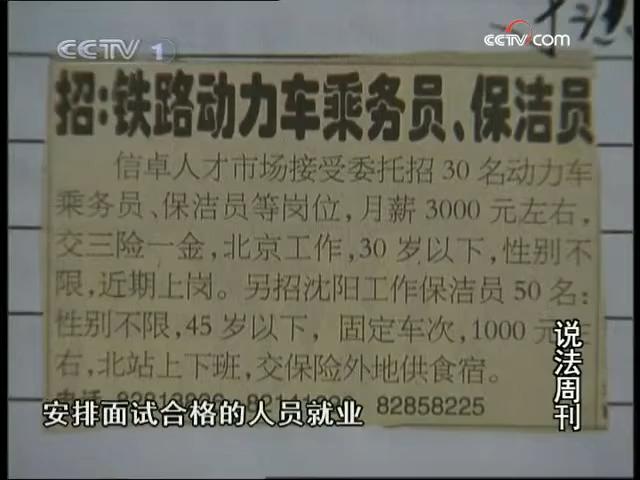 CCTV 1
CCTV.com
招:铁路动力车乘务员、保洁员
信卓人才市场接受委托招30名动力车
乘务员、保洁员等岗位,月薪3000元左右,
交三险一金,北京工作,30岁以下,性别不
限,近期上岗。另招沈阳工作保洁员50名:
性别不限,45岁以下,固定车次,1000元左
右,北站上下班,交保险外地供食宿。
82858225
安排面试合格的人员就业
说法周刊